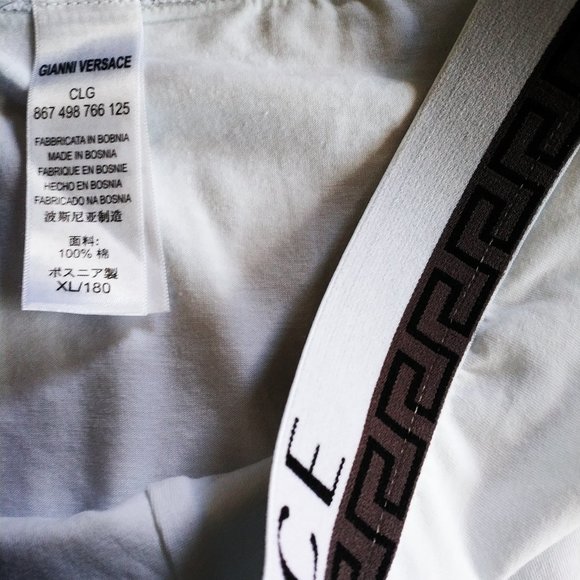 GIANNI VERSACE
CLG
867 498 766 125
FABBRICATA IN BOBNIA
MADE IN BOSNIA
FABRIQUE EN BOSNIE
HECHO EN BOSNIA
FABRICADO NA BOSNIA
波斯尼亚制造
面料:
100% 棉
ボスニア製
XL/180
CE